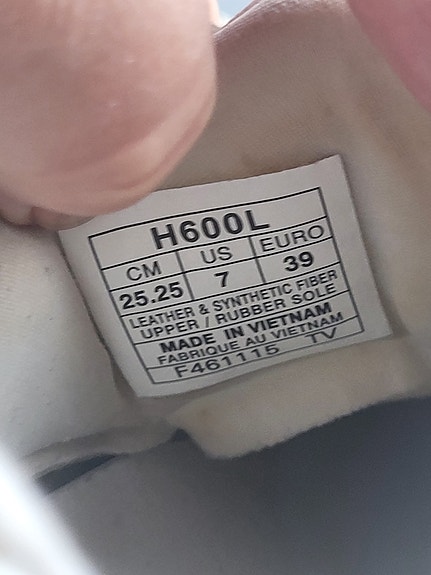 H600L
CM US EURO
25.25 7 39
LEATHER & SYNTHETIC FIBER
UPPER / RUBBER SOLE
MADE IN VIETNAM
FABRIQUE AU VIETNAM
F461115 TV